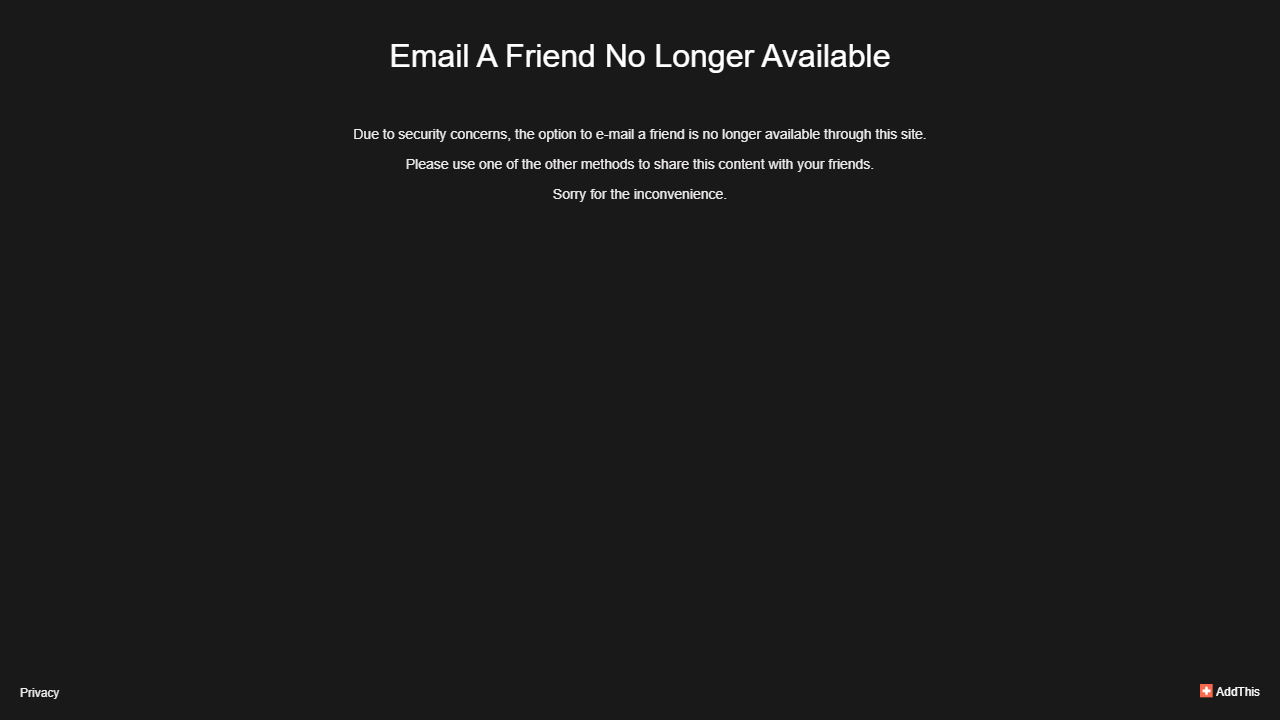 Email A Friend No Longer Available
Due to security concerns, the option to e-mail a friend is no longer available through this site.
Please use one of the other methods to share this content with your friends.
Sorry for the inconvenience.
Privacy
AddThis